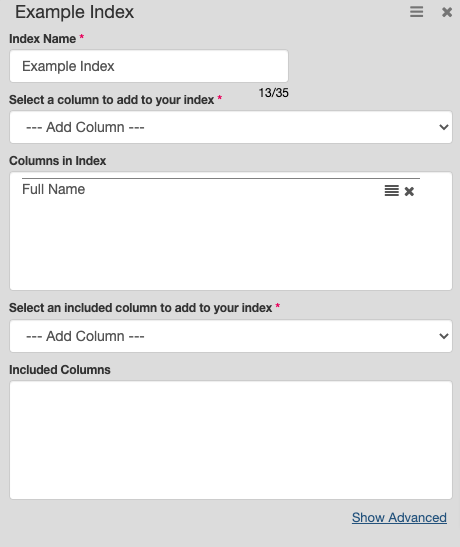 Example Index
Index Name *
Example Index
13/35
Select a column to add to your index *
--- Add Column ---
Columns in Index
Full Name
Select an included column to add to your index *
--- Add Column ---
Included Columns
Show Advanced